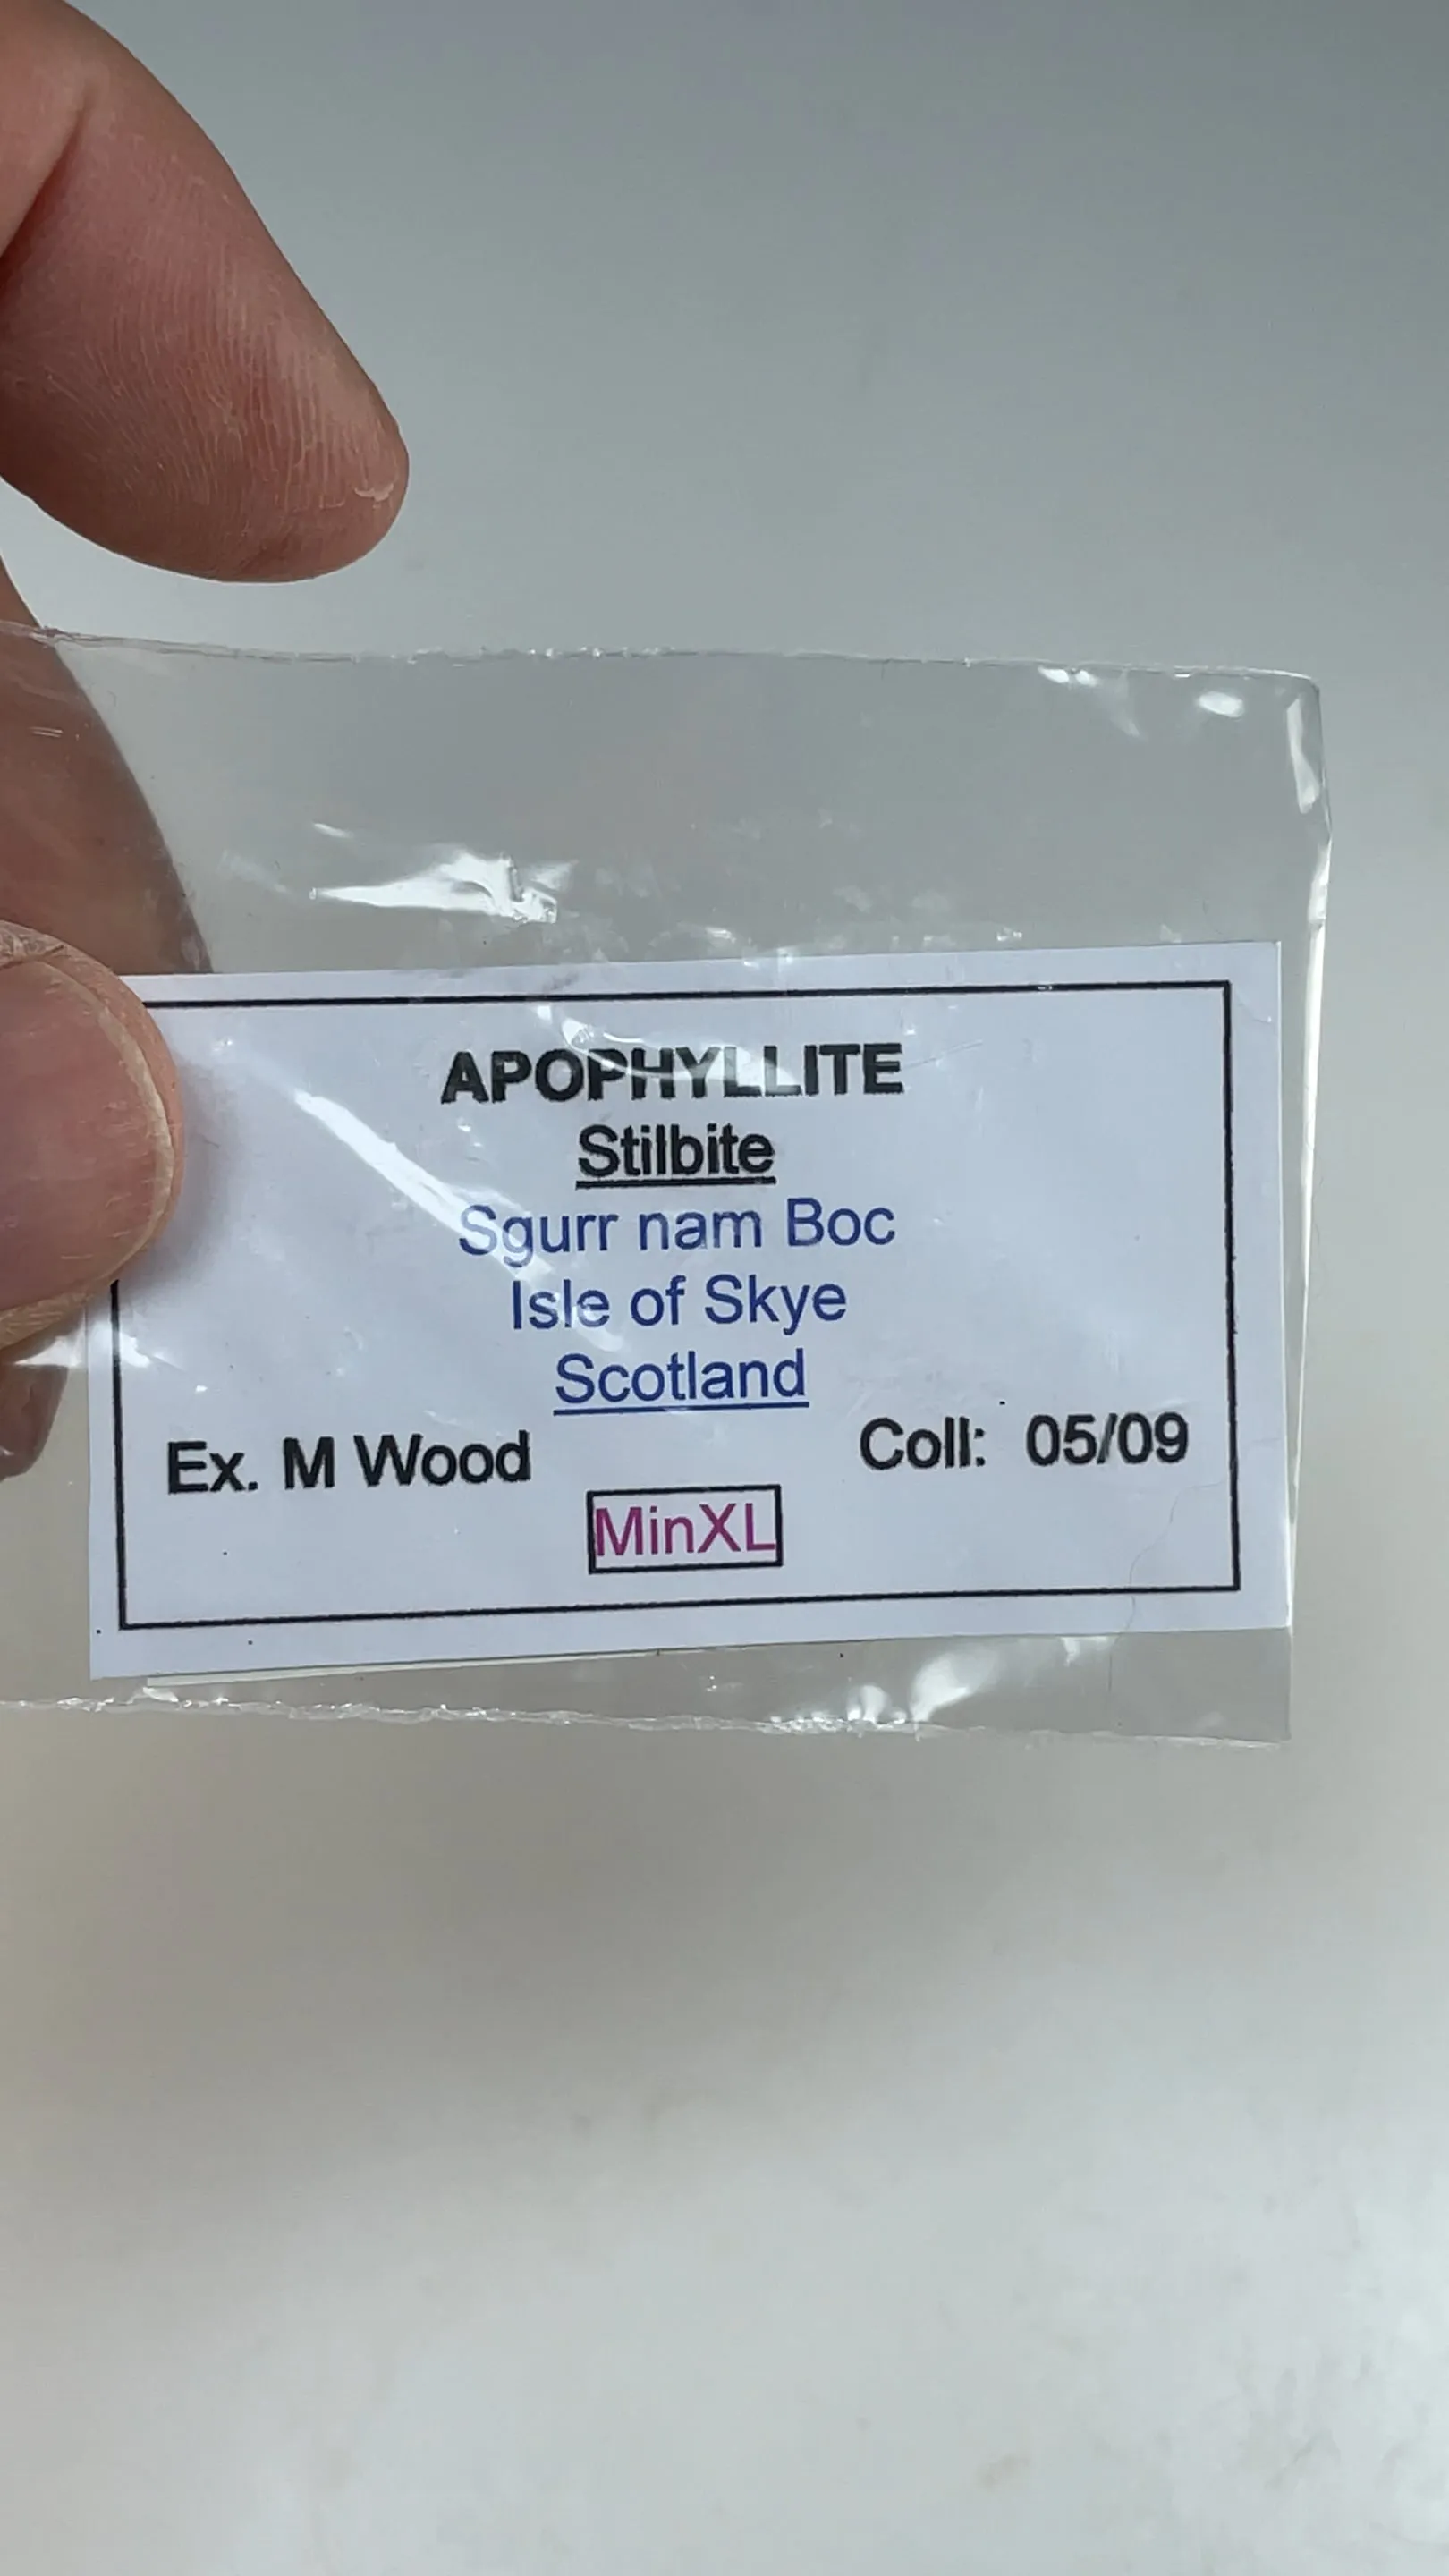 APOPHYLLITE
Stilbite
Sgurr nam Boc
Isle of Skye
Scotland
Ex. M Wood Coll: 05/09
MinXL